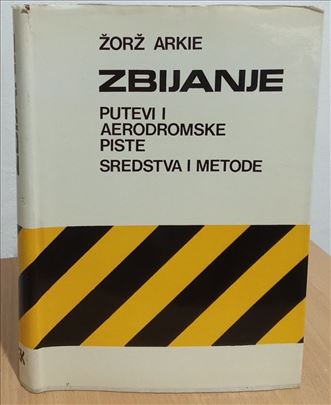 ŽORŽ ARKIE
ZBIJANJE
PUTEVI I
AERODROMSKE
PISTE
SREDSTVA I METODE